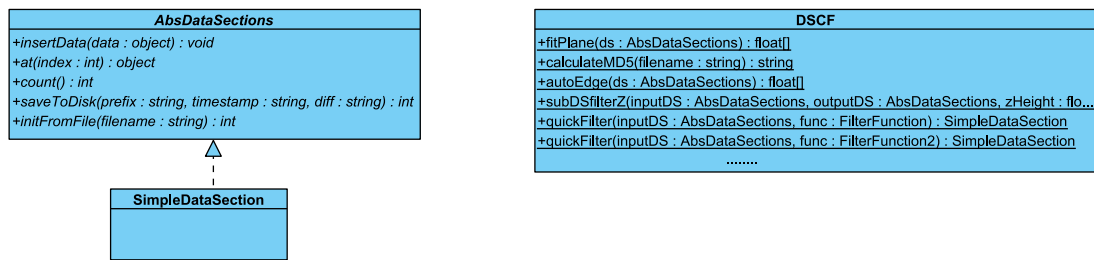 AbsDataSections
+insertData(data : object) : void
+at(index : int) : object
+count() : int
+saveToDisk(prefix : string, timestamp : string, diff : string) : int
+initFromFile(filename : string) : int
SimpleDataSection
DSCF
+fitPlane(ds : AbsDataSections) : float[]
+calculateMD5(filename : string) : string
+autoEdge(ds : AbsDataSections) : float[]
+subDSfilterZ(inputDS : AbsDataSections, outputDS : AbsDataSections, zHeight : flo...
+quickFilter(inputDS : AbsDataSections, func : FilterFunction) : SimpleDataSection
+quickFilter(inputDS : AbsDataSections, func : FilterFunction2) : SimpleDataSection
........